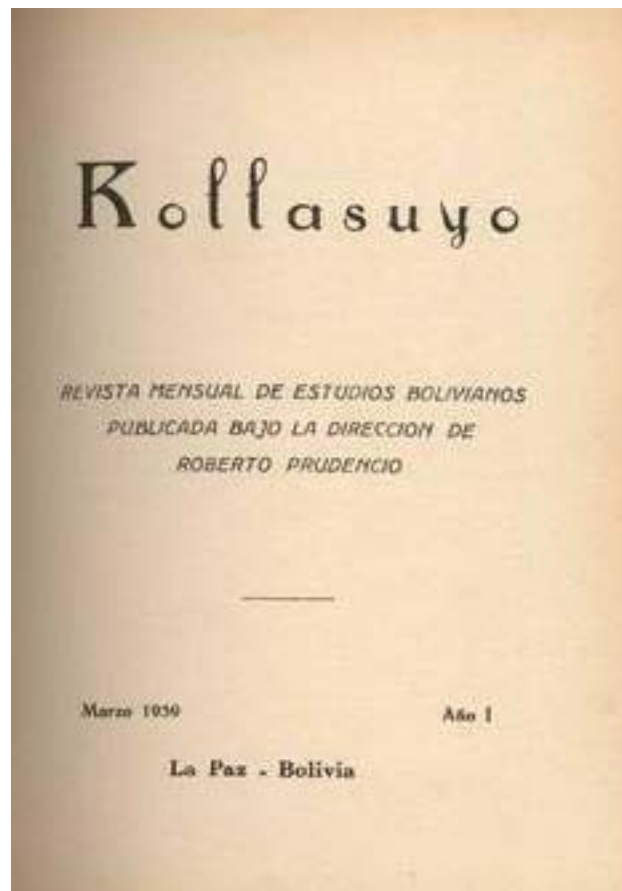 Kollasuyo
REVISTA MENSUAL DE ESTUDIOS BOLIVIANOS
PUBLICADA BAJO LA DIRECCION DE
ROBERTO PRUDENCIO
Marzo 1939 Año I
La Paz - Bolivia